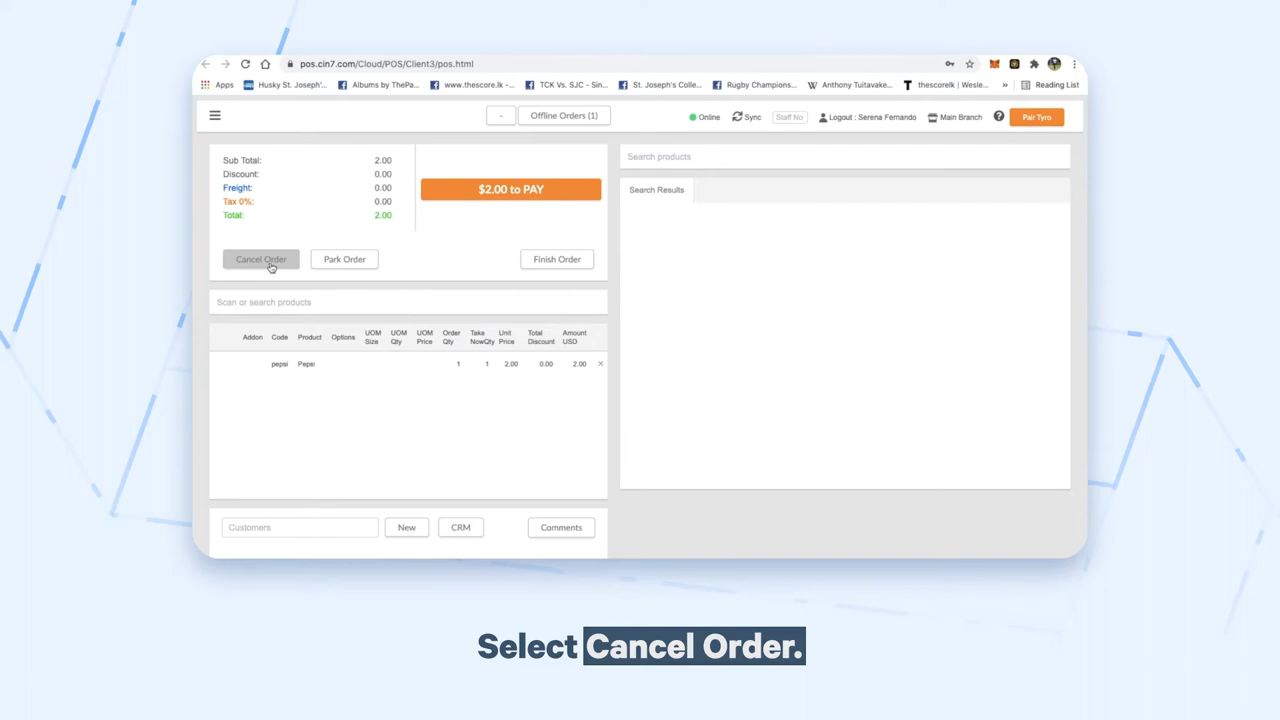 pos.cin7.com/Cloud/POS/Client3/pos.html
Apps Husky St. Joseph'... Albums by ThePa... www.thescore.lk -... TCK Vs. SJC - Sin... St. Joseph's Colle... Rugby Champions... Anthony Tuitavake... thescorelk | Wesle... » Reading List
- Offline Orders (1) Online Sync Staff No Logout : Serena Fernando Main Branch ? Pair Tyro
Sub Total: 2.00
Discount: 0.00
Freight: 0.00
Tax 0%: 0.00
Total: 2.00
$2.00 to PAY
Cancel Order Park Order Finish Order
Scan or search products
Addon Code Product Options UOM Size UOM Qty UOM Price Order Qty Take NowQty Unit Price Total Discount Amount USD
pepsi Pepsi 1 1 2.00 0.00 2.00 ×
Customers New CRM Comments
Search products
Search Results
Select Cancel Order.